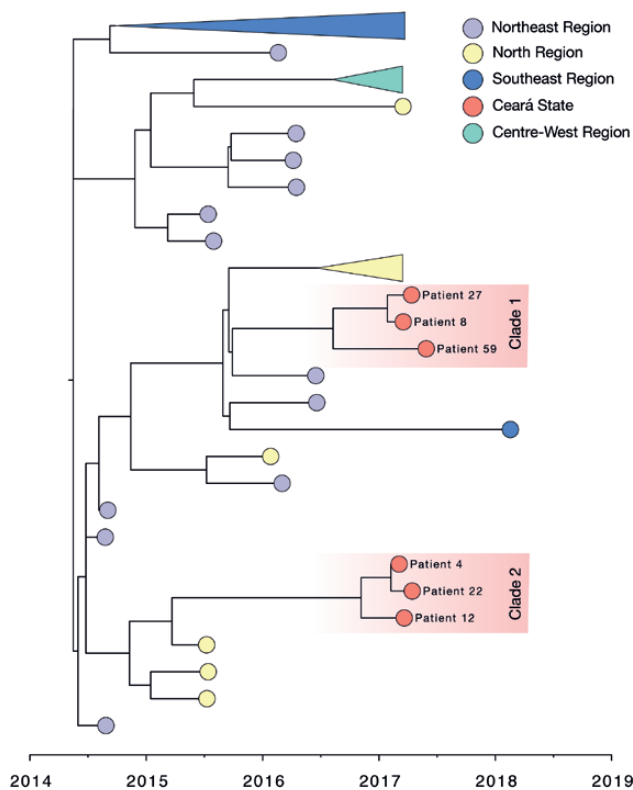 Northeast Region
North Region
Southeast Region
Ceará State
Centre-West Region
Patient 27
Patient 8
Patient 59
Clade 1
Patient 4
Patient 22
Patient 12
Clade 2
2014 2015 2016 2017 2018 2019